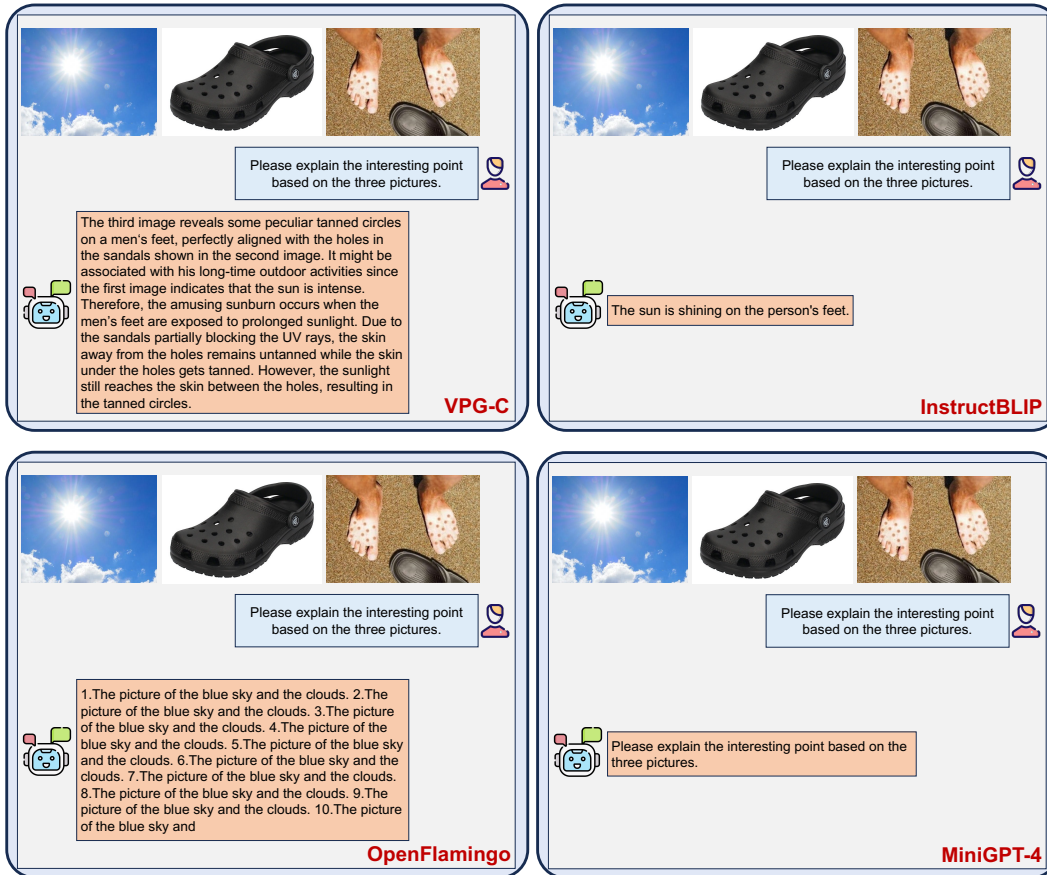 Please explain the interesting point
based on the three pictures.
The third image reveals some peculiar tanned circles
on a men's feet, perfectly aligned with the holes in
the sandals shown in the second image. It might be
associated with his long-time outdoor activities since
the first image indicates that the sun is intense.
Therefore, the amusing sunburn occurs when the
men's feet are exposed to prolonged sunlight. Due to
the sandals partially blocking the UV rays, the skin
away from the holes remains untanned while the skin
under the holes gets tanned. However, the sunlight
still reaches the skin between the holes, resulting in
the tanned circles.
VPG-C
Please explain the interesting point
based on the three pictures.
The sun is shining on the person's feet.
InstructBLIP
Please explain the interesting point
based on the three pictures.
1.The picture of the blue sky and the clouds. 2.The
picture of the blue sky and the clouds. 3.The picture
of the blue sky and the clouds. 4.The picture of the
blue sky and the clouds. 5.The picture of the blue sky
and the clouds. 6.The picture of the blue sky and the
clouds. 7.The picture of the blue sky and the clouds.
8.The picture of the blue sky and the clouds. 9.The
picture of the blue sky and the clouds. 10.The picture
of the blue sky and
OpenFlamingo
Please explain the interesting point
based on the three pictures.
Please explain the interesting point based on the
three pictures.
MiniGPT-4